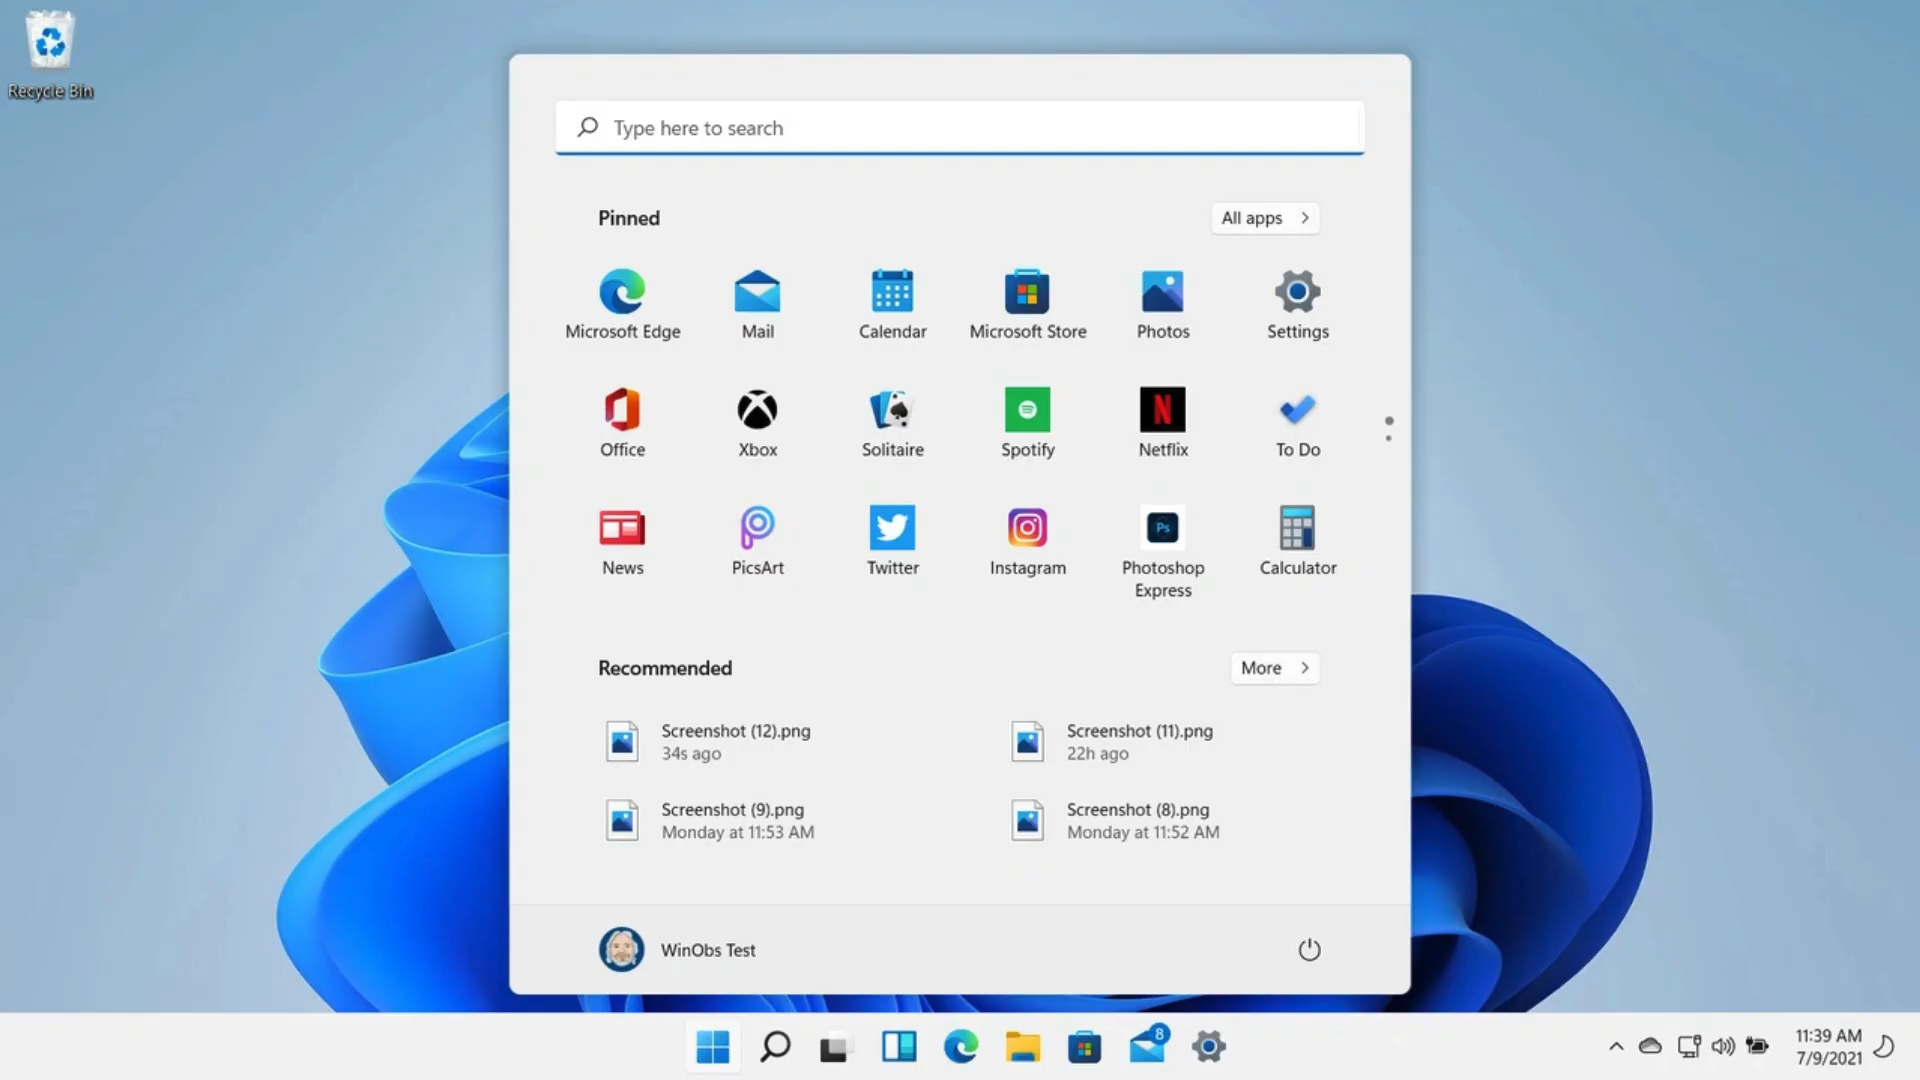 Recycle Bin
Type here to search
Pinned
All apps
Microsoft Edge
Mail
Calendar
Microsoft Store
Photos
Settings
Office
Xbox
Solitaire
Spotify
N
Netflix
To Do
News
PicsArt
Twitter
Instagram
Ps
Photoshop
Express
Calculator
Recommended
More
Screenshot (12).png
34s ago
Screenshot (11).png
22h ago
Screenshot (9).png
Monday at 11:53 AM
Screenshot (8).png
Monday at 11:52 AM
WinObs Test
8
11:39 AM
7/9/2021